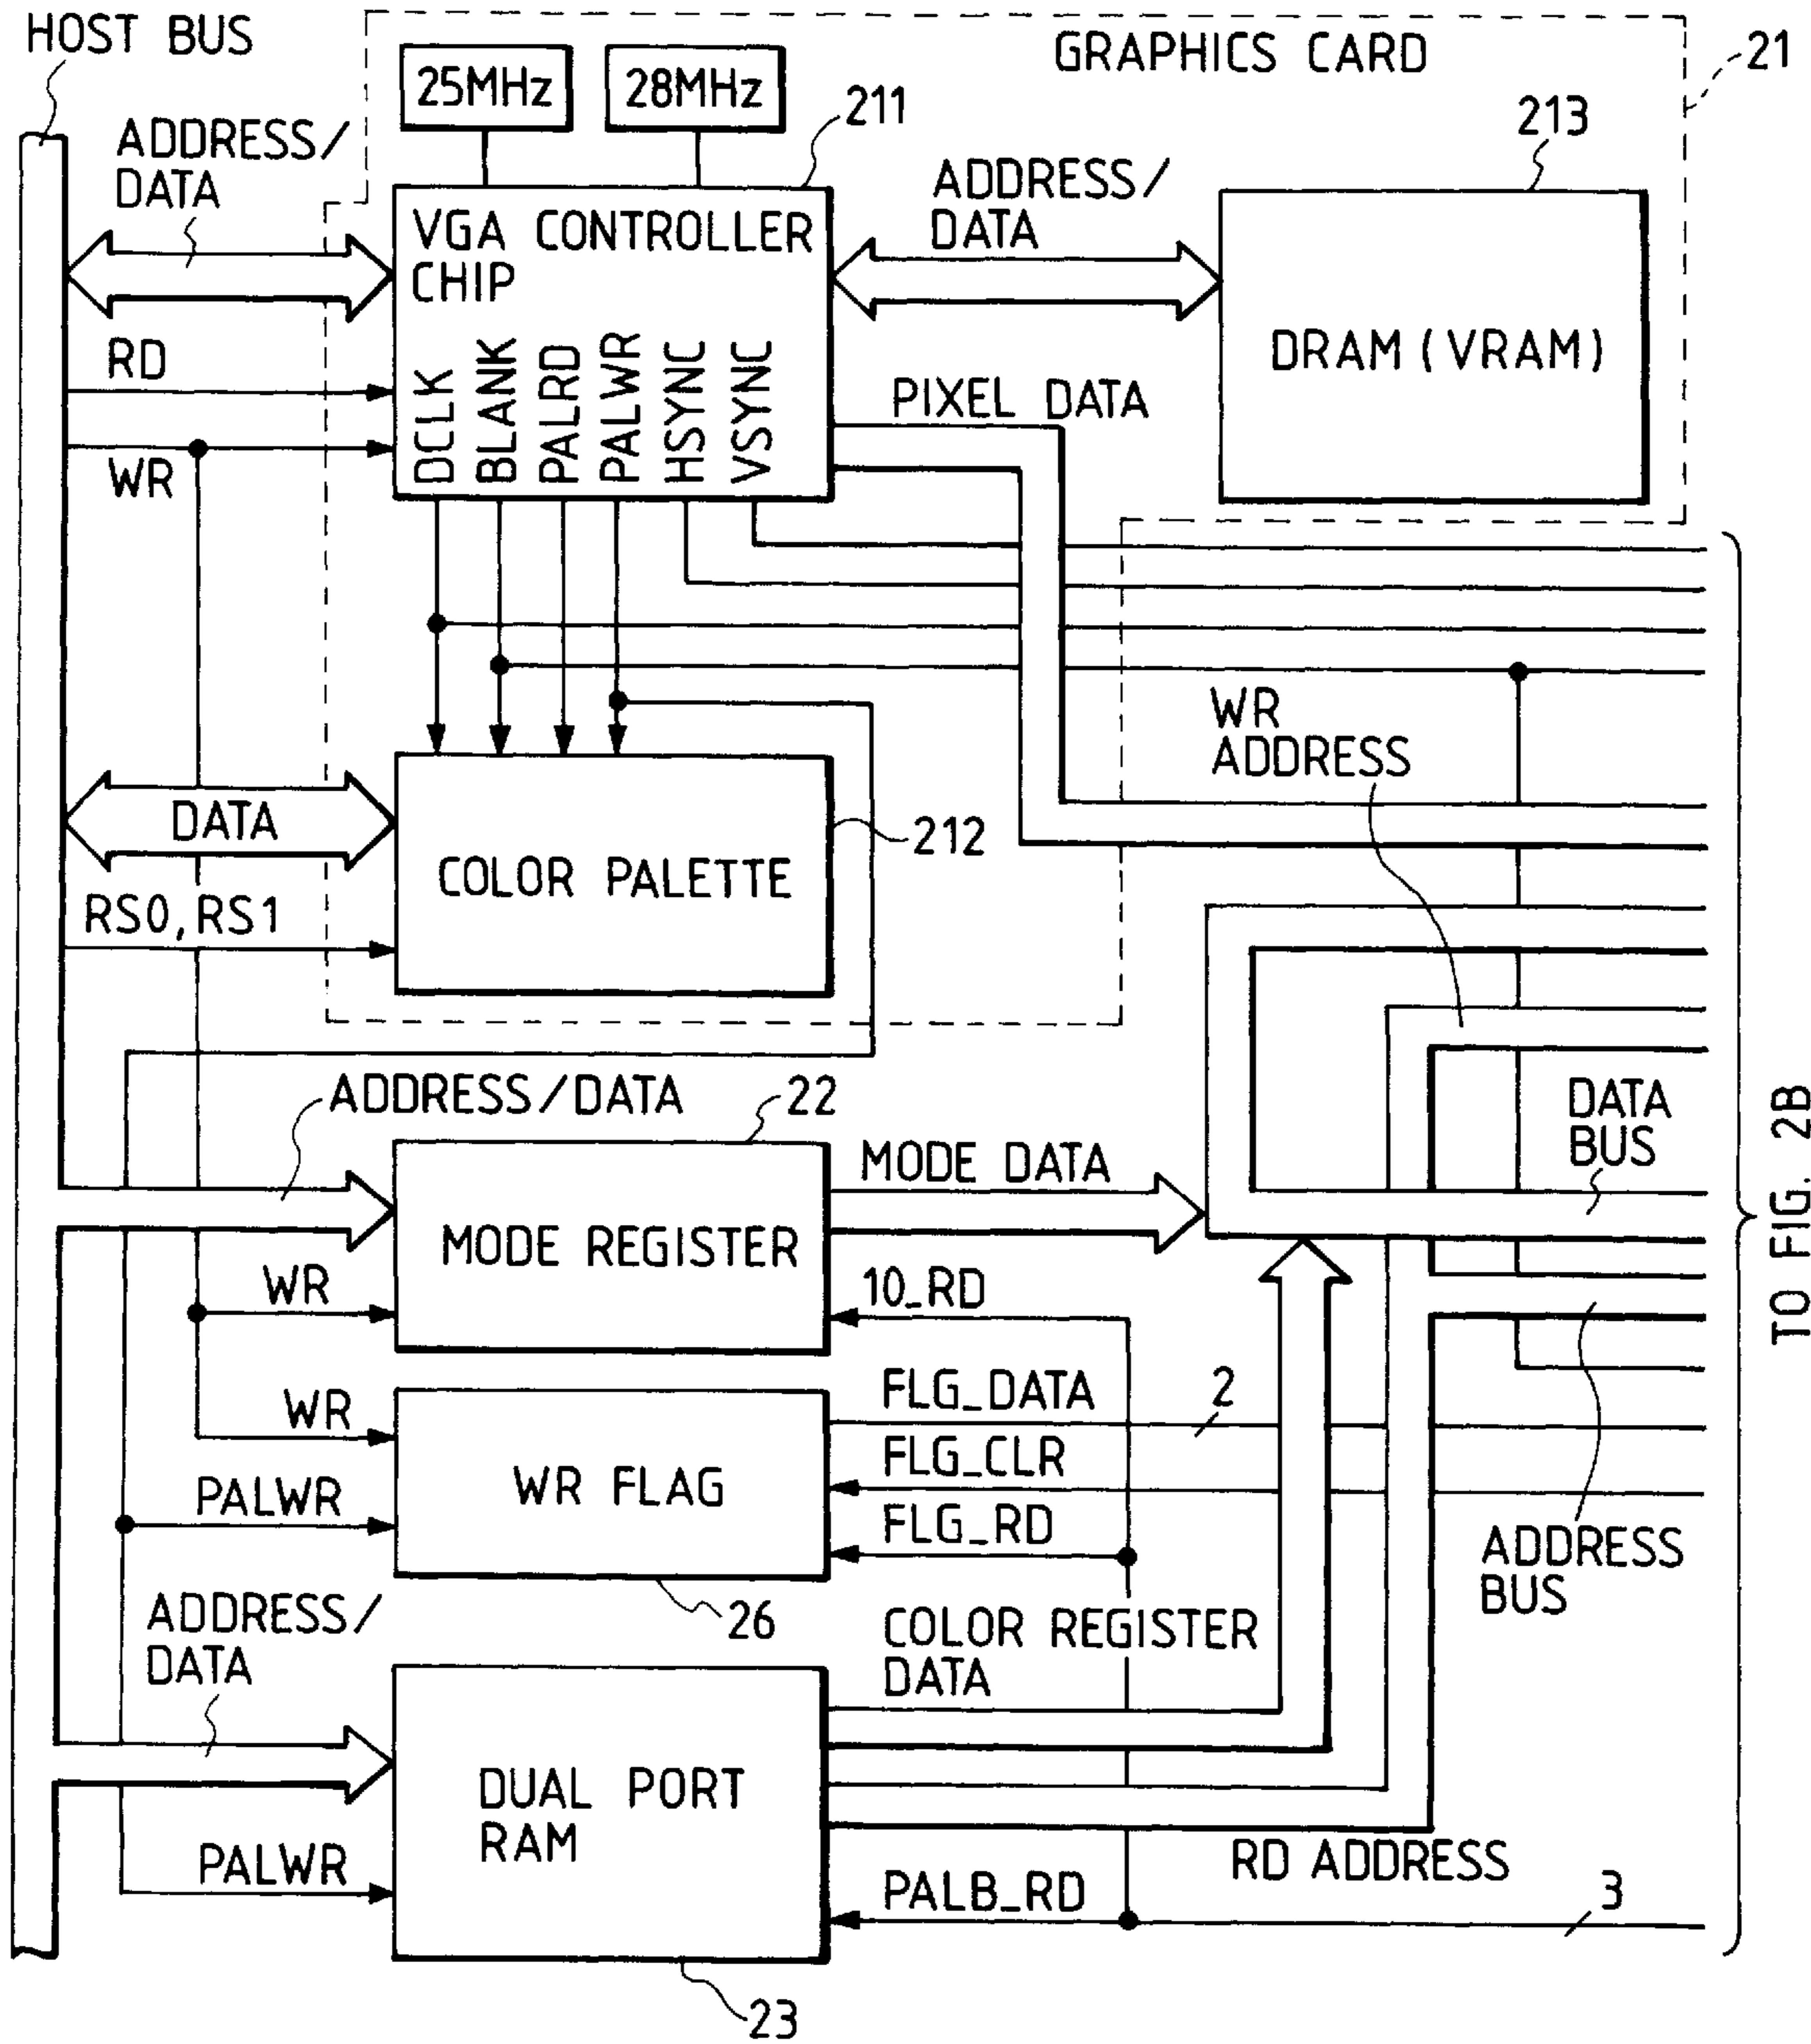 HOST BUS
GRAPHICS CARD
21
25MHz
28MHz
211
213
ADDRESS/
DATA
ADDRESS/
DATA
VGA CONTROLLER
CHIP
DRAM (VRAM)
RD
WR
DCLK
BLANK
PALRD
PALWR
HSYNC
VSYNC
PIXEL DATA
WR
ADDRESS
DATA
212
COLOR PALETTE
RS0, RS1
ADDRESS/DATA
22
DATA
BUS
MODE DATA
MODE REGISTER
WR
10_RD
TO FIG. 2B
FLG_DATA
2
WR
FLG_CLR
WR FLAG
PALWR
FLG_RD
ADDRESS
BUS
26
ADDRESS/
DATA
COLOR REGISTER
DATA
DUAL PORT
RAM
RD ADDRESS
PALWR
PALB_RD
3
23